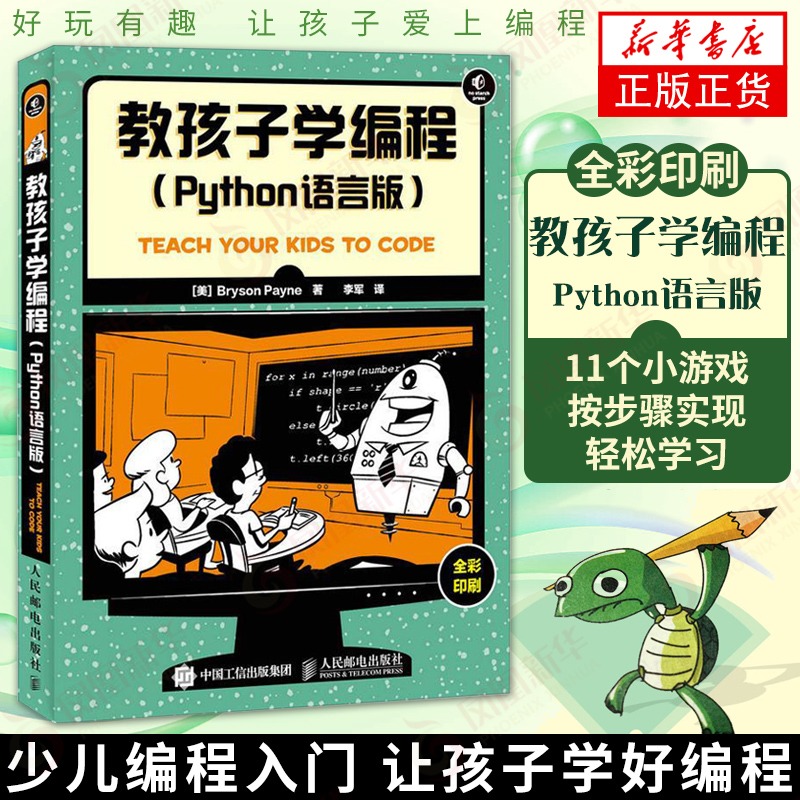 好玩有趣 让孩子爱上编程
新华书店
正版正货
no starch press
教孩子学编程
(Python语言版)
TEACH YOUR KIDS TO CODE
[美] Bryson Payne 著 李军 译
for x in range(number)
if shape == 'r
t.circle(
else
t.
t.left(360
全彩印刷
中国工信出版集团
人民邮电出版社
POSTS & TELECOM PRESS
教孩子学编程
(Python语言版)
TEACH YOUR KIDS TO CODE
人民邮电出版社
全彩印刷
教孩子学编程
Python语言版
11个小游戏
按步骤实现
轻松学习
少儿编程入门 让孩子学好编程